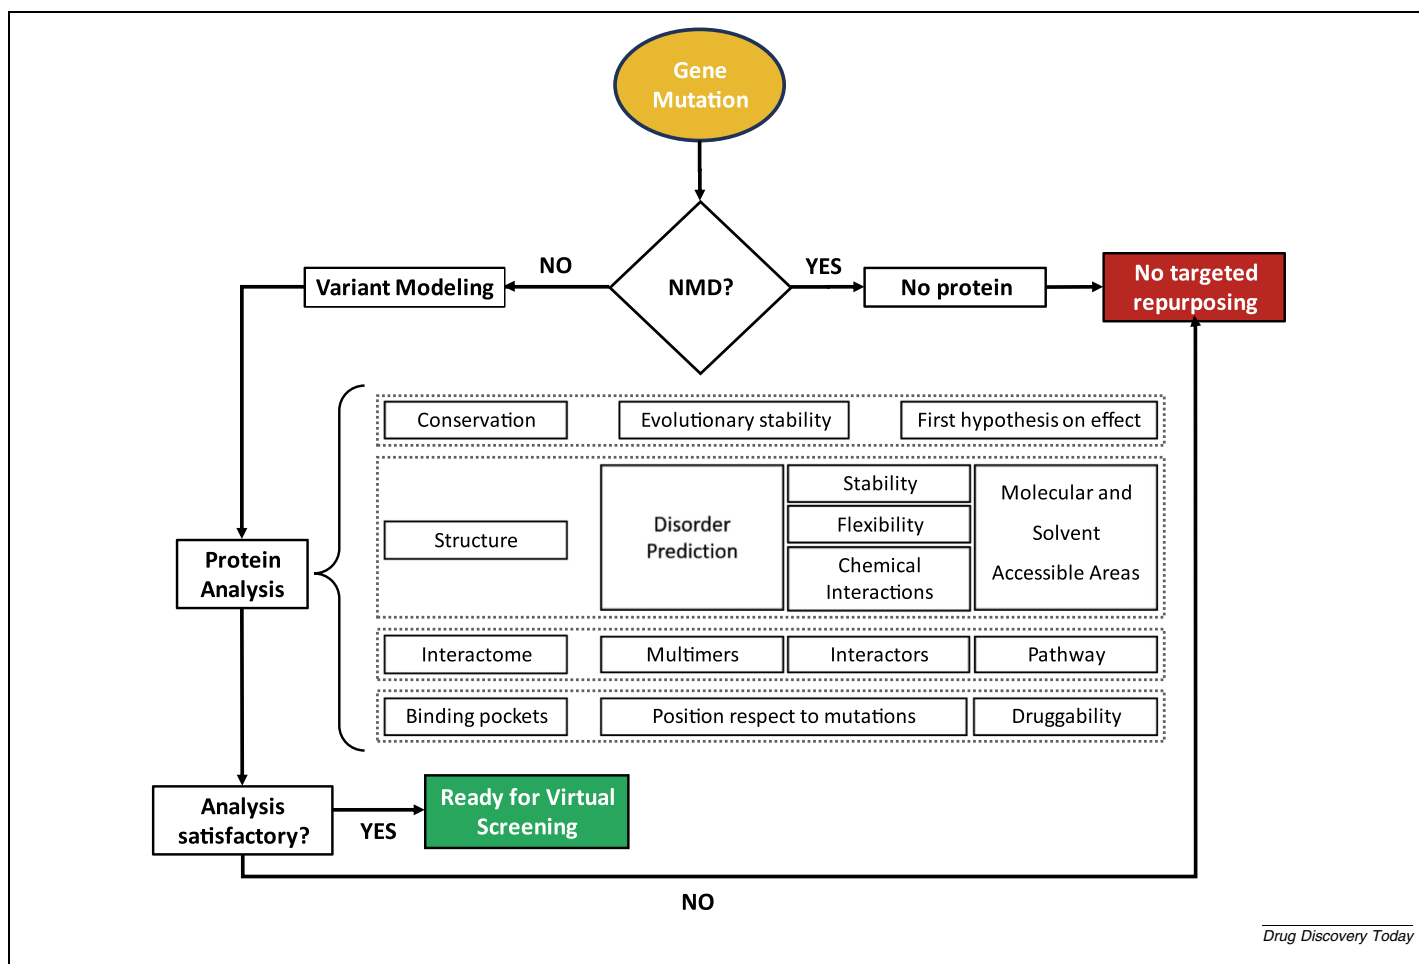 Gene
Mutation
NO
YES
Variant Modeling
NMD?
No protein
No targeted
repurposing
Conservation
Evolutionary stability
First hypothesis on effect
Structure
Disorder
Prediction
Stability
Flexibility
Chemical
Interactions
Molecular and
Solvent
Accessible Areas
Protein
Analysis
Interactome
Multimers
Interactors
Pathway
Binding pockets
Position respect to mutations
Druggability
Analysis
satisfactory?
YES
Ready for Virtual
Screening
NO
Drug Discovery Today